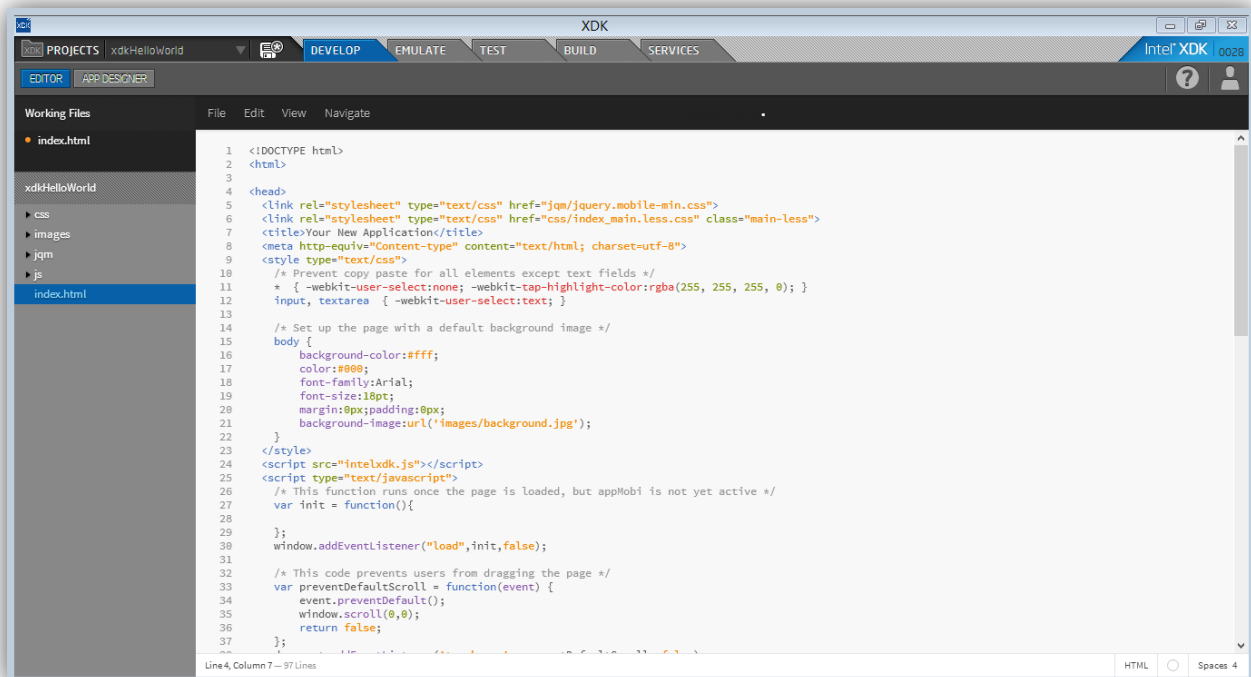 XDK
XDK PROJECTS xdkHelloWorld DEVELOP EMULATE TEST BUILD SERVICES Intel® XDK 0028
EDITOR APP DESIGNER ?
Working Files File Edit View Navigate
index.html
xdkHelloWorld
css
images
jqm
js
index.html
1 <!DOCTYPE html>
2 <html>
3
4 <head>
5 <link rel="stylesheet" type="text/css" href="jqm/jquery.mobile-min.css">
6 <link rel="stylesheet" type="text/css" href="css/index_main.less.css" class="main-less">
7 <title>Your New Application</title>
8 <meta http-equiv="Content-type" content="text/html; charset=utf-8">
9 <style type="text/css">
10 /* Prevent copy paste for all elements except text fields */
11 * { -webkit-user-select:none; -webkit-tap-highlight-color:rgba(255, 255, 255, 0); }
12 input, textarea { -webkit-user-select:text; }
13
14 /* Set up the page with a default background image */
15 body {
16 background-color:#fff;
17 color:#000;
18 font-family:Arial;
19 font-size:18pt;
20 margin:0px;padding:0px;
21 background-image:url('images/background.jpg');
22 }
23 </style>
24 <script src="intelxdk.js"></script>
25 <script type="text/javascript">
26 /* This function runs once the page is loaded, but appMobi is not yet active */
27 var init = function(){
28
29 };
30 window.addEventListener("load",init,false);
31
32 /* This code prevents users from dragging the page */
33 var preventDefaultScroll = function(event) {
34 event.preventDefault();
35 window.scroll(0,0);
36 return false;
37 };
Line 4, Column 7 — 97 Lines HTML Spaces 4